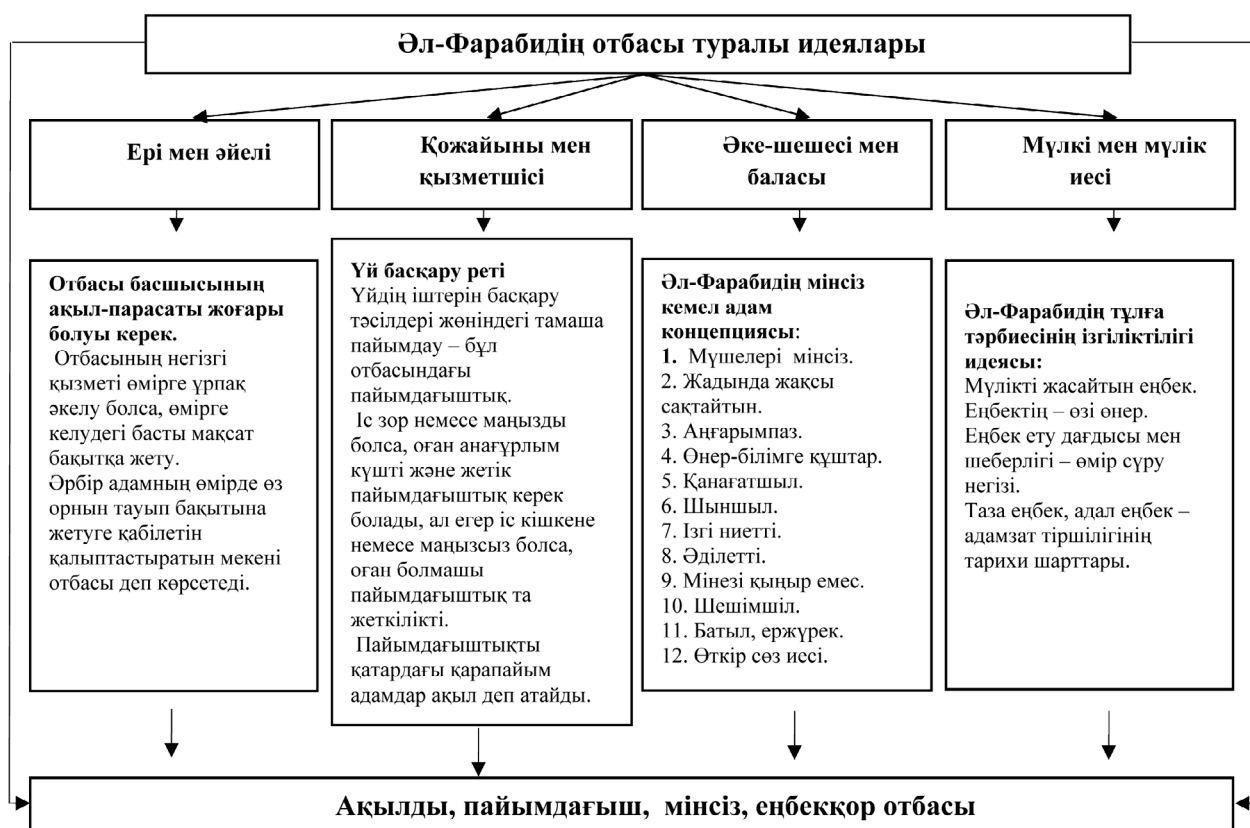 Әл-Фарабидің отбасы туралы идеялары
Ері мен әйелі
Қожайыны мен
қызметшісі
Әке-шешесі мен
баласы
Мүлкі мен мүлік
иесі
Отбасы басшысының
ақыл-парасаты жоғары
болуы керек.
Отбасының негізгі
қызметі өмірге ұрпақ
әкелу болса, өмірге
келудегі басты мақсат
бақытқа жету.
Әрбір адамның өмірде өз
орнын тауып бақытына
жетуге қабілетін
қалыптастыратын мекені
отбасы деп көрсетеді.
Үй басқару реті
Үйдің іштерін басқару
тәсілдері жөніндегі тамаша
пайымдау – бұл
отбасындағы
пайымдағыштық.
Іс зор немесе маңызды
болса, оған анағұрлым
күшті және жетік
пайымдағыштық керек
болады, ал егер іс кішкене
немесе маңызсыз болса,
оған болмашы
пайымдағыштық та
жеткілікті.
Пайымдағыштықты
қатардағы қарапайым
адамдар ақыл деп атайды.
Әл-Фарабидің мінсіз
кемел адам
концепциясы:
1. Мүшелері мінсіз.
2. Жадында жақсы
сақтайтын.
3. Аңғарымпаз.
4. Өнер-білімге құштар.
5. Қанағатшыл.
6. Шыншыл.
7. Ізгі ниетті.
8. Әділетті.
9. Мінезі қыңыр емес.
10. Шешімшіл.
11. Батыл, ержүрек.
12. Өткір сөз иесі.
Әл-Фарабидің тұлға
тәрбиесінің ізгіліктілігі
идеясы:
Мүлікті жасайтын еңбек.
Еңбектің – өзі өнер.
Еңбек ету дағдысы мен
шеберлігі – өмір сүру
негізі.
Таза еңбек, адал еңбек –
адамзат тіршілігінің
тарихи шарттары.
Ақылды, пайымдағыш, мінсіз, еңбекқор отбасы